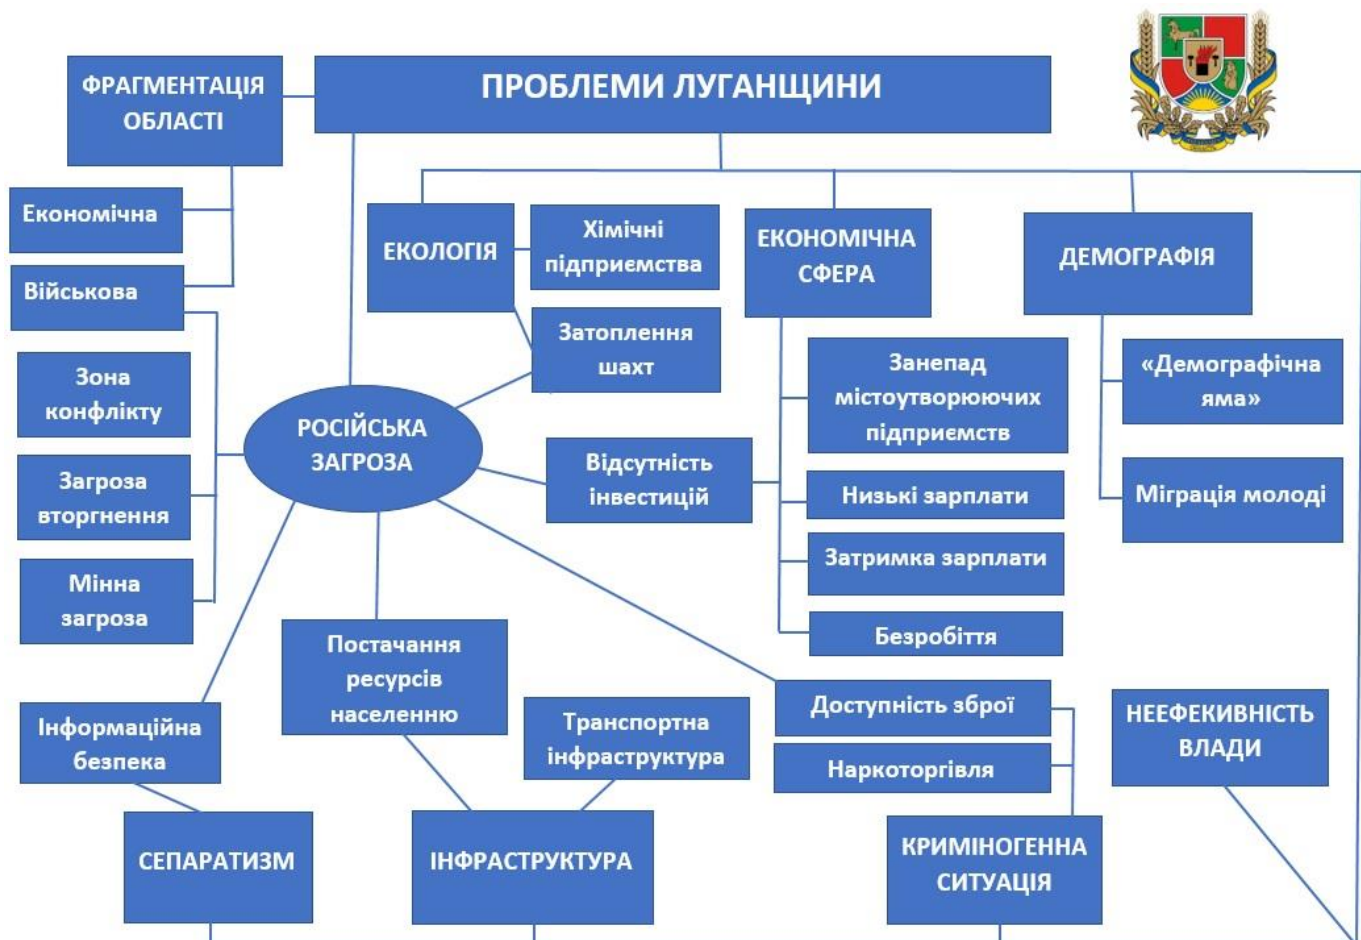 ФРАГМЕНТАЦІЯ
ОБЛАСТІ
ПРОБЛЕМИ ЛУГАНЩИНИ
Економічна
Військова
ЕКОЛОГІЯ
Хімічні
підприємства
Затоплення
шахт
ЕКОНОМІЧНА
СФЕРА
ДЕМОГРАФІЯ
Зона
конфлікту
Загроза
вторгнення
Мінна
загроза
РОСІЙСЬКА
ЗАГРОЗА
Відсутність
інвестицій
Занепад
містоутворюючих
підприємств
Низькі зарплати
Затримка зарплати
Безробіття
«Демографічна
яма»
Міграція молоді
Інформаційна
безпека
Постачання
ресурсів
населенню
Транспортна
інфраструктура
Доступність зброї
Наркоторгівля
НЕЕФЕКИВНІСТЬ
ВЛАДИ
СЕПАРАТИЗМ
ІНФРАСТРУКТУРА
КРИМІНОГЕННА
СИТУАЦІЯ